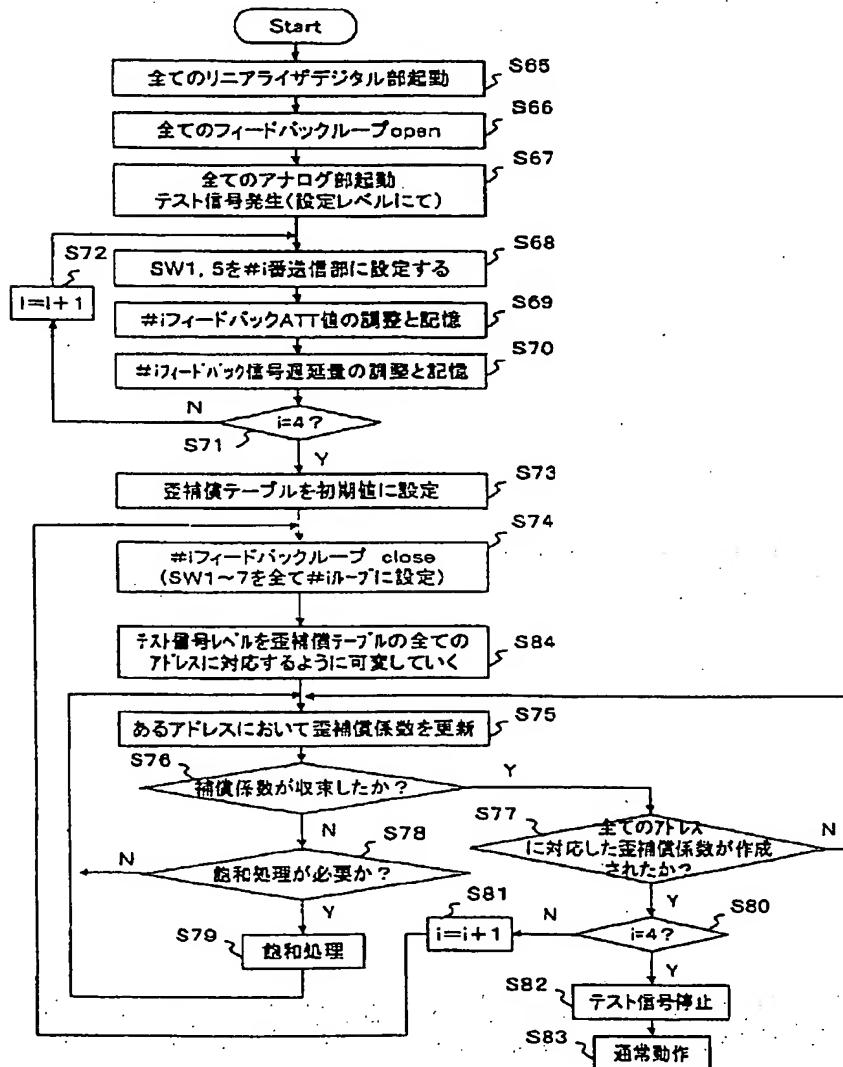 Start
全てのリニアライザデジタル部起動
S65
全てのフィードバックループopen
S66
全てのアナログ部起動
テスト信号発生(設定レベルにて)
S67
SW1, 5を#i番送信部に設定する
S68
S72
i=i+1
#iフィードバックATT値の調整と記憶
S69
#iフィードバック信号遅延量の調整と記憶
S70
N
i=4?
S71
Y
歪補償テーブルを初期値に設定
S73
#iフィードバックループ close
(SW1~7を全て#iループに設定)
S74
テスト信号レベルを歪補償テーブルの全ての
アドレスに対応するように可変していく
S84
あるアドレスにおいて歪補償係数を更新
S75
S76
補償係数が収束したか?
Y
N
S77
全てのアドレス
に対応した歪補償係数が作成
されたか?
N
S78
飽和処理が必要か?
N
Y
S79
飽和処理
S81
i=i+1
N
Y
S80
i=4?
Y
S82
テスト信号停止
S83
通常動作